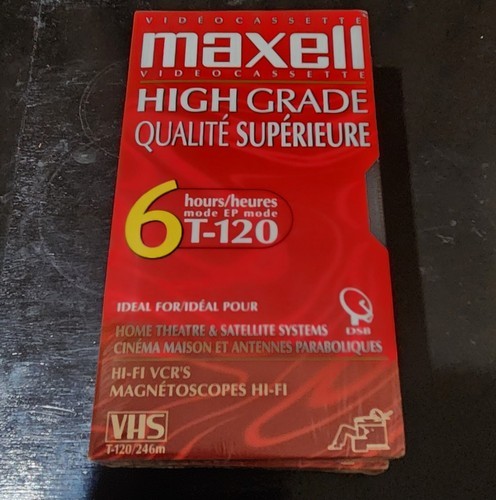 VIDÉOCASSETTE
maxell
VIDEOCASSETTE
HIGH GRADE
QUALITÉ SUPÉRIEURE
6 hours/heures
mode EP mode
T-120
IDEAL FOR/IDÉAL POUR
DSB
HOME THEATRE & SATELLITE SYSTEMS
CINÉMA MAISON ET ANTENNES PARABOLIQUES
HI-FI VCR'S
MAGNÉTOSCOPES HI-FI
VHS
T-120/246m